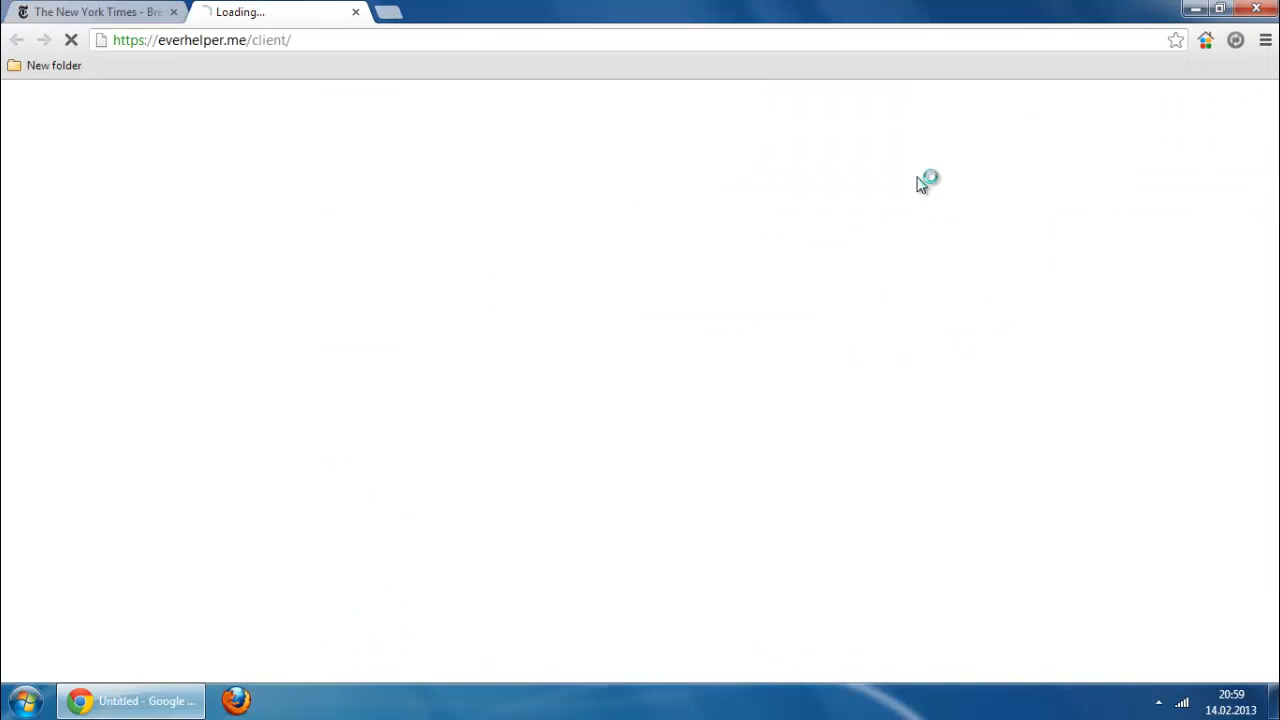 The New York Times - Bre
Loading...
https://everhelper.me/client/
New folder
Untitled - Google ...
20:59
14.02.2013